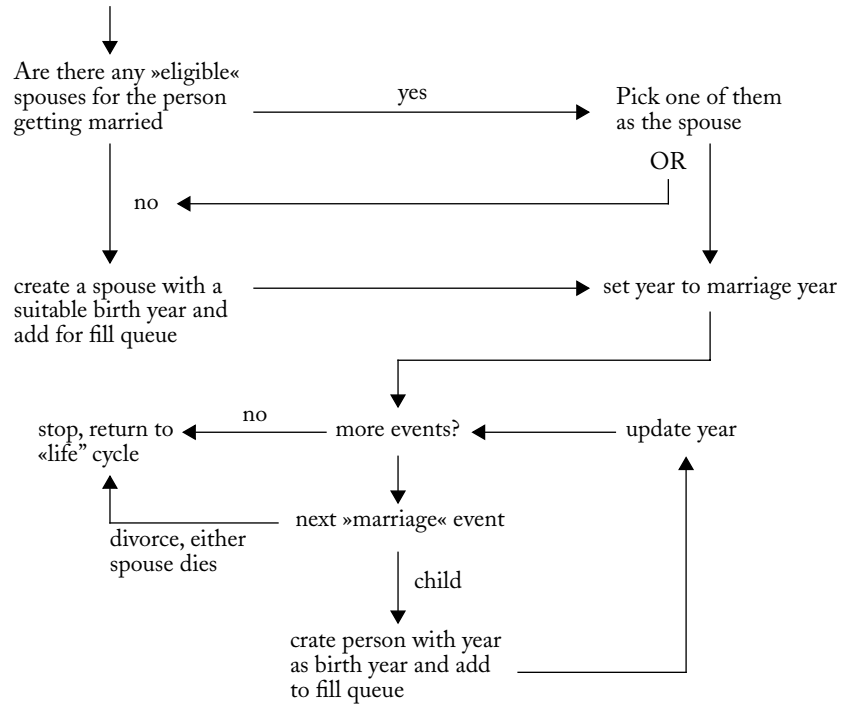 Are there any »eligible«
spouses for the person
getting married
yes
Pick one of them
as the spouse
OR
no
create a spouse with a
suitable birth year and
add for fill queue
set year to marriage year
stop, return to
«life” cycle
no
more events?
update year
next »marriage« event
divorce, either
spouse dies
child
crate person with year
as birth year and add
to fill queue